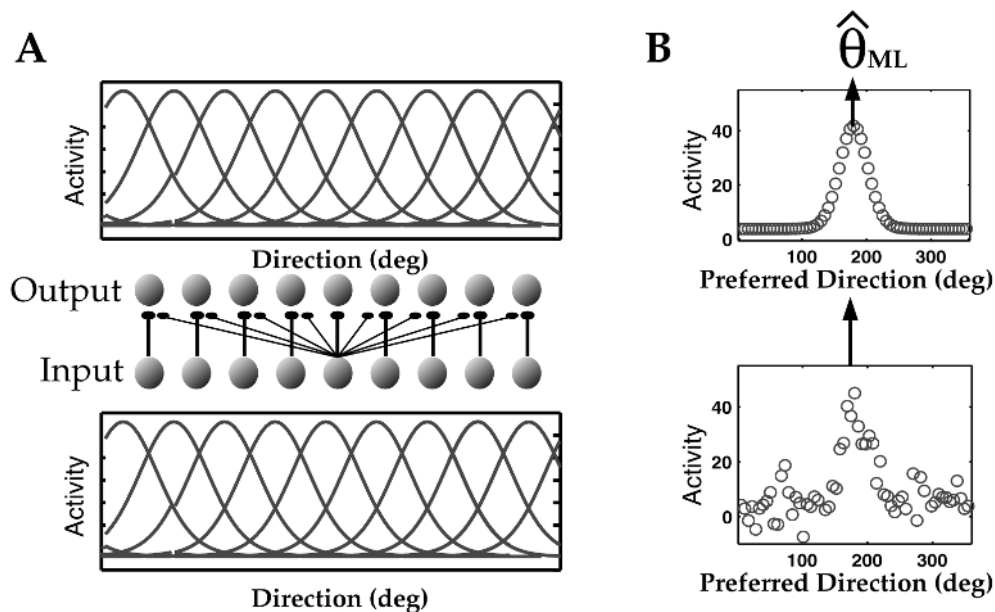 A
Activity
Direction (deg)
Output
Input
Activity
Direction (deg)
B
θ̂ML
Activity
40
20
0
100 200 300
Preferred Direction (deg)
Activity
40
20
0
100 200 300
Preferred Direction (deg)